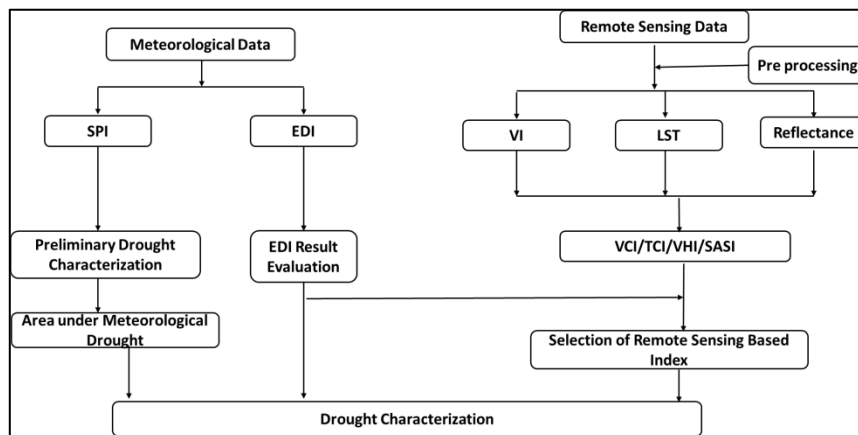 Meteorological Data
Remote Sensing Data
Pre processing
SPI
EDI
VI
LST
Reflectance
Preliminary Drought
Characterization
EDI Result
Evaluation
VCI/TCI/VHI/SASI
Area under Meteorological
Drought
Selection of Remote Sensing Based
Index
Drought Characterization